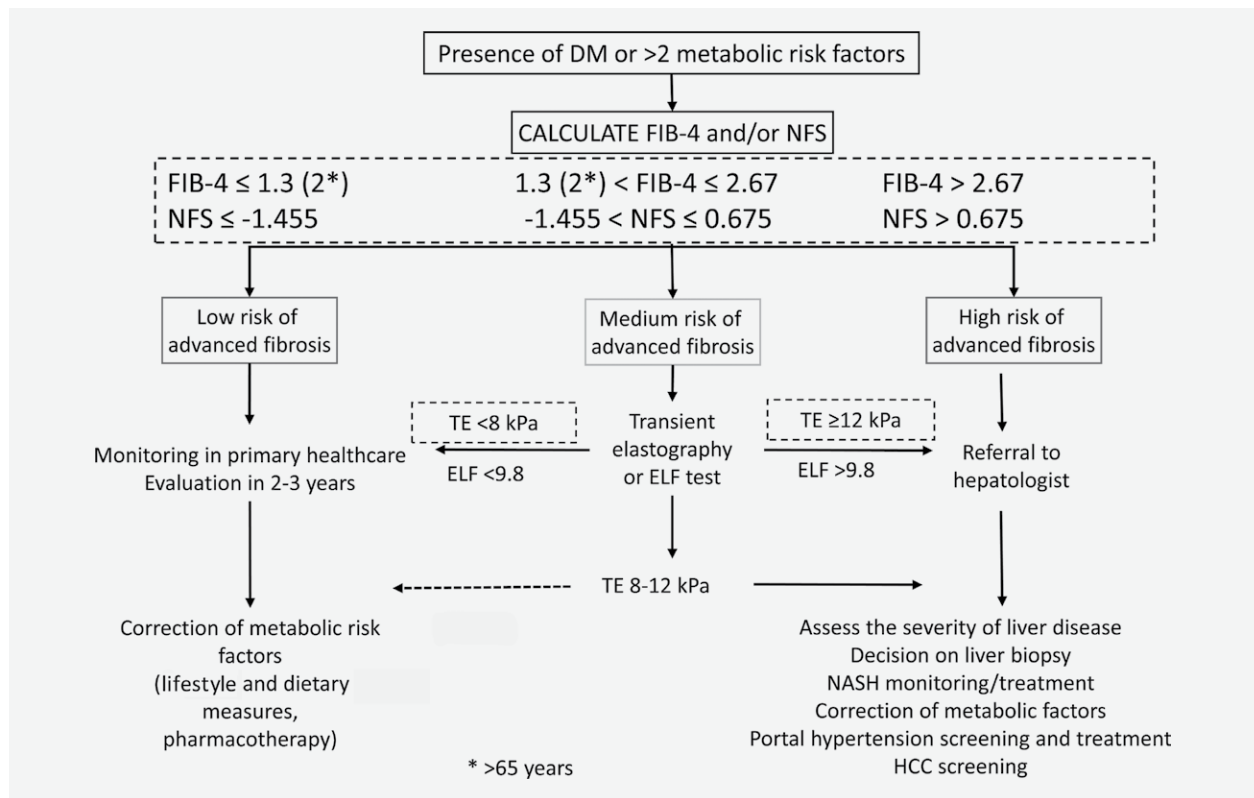 Presence of DM or >2 metabolic risk factors
CALCULATE FIB-4 and/or NFS
FIB-4 ≤ 1.3 (2*)
NFS ≤ -1.455
1.3 (2*) < FIB-4 ≤ 2.67
-1.455 < NFS ≤ 0.675
FIB-4 > 2.67
NFS > 0.675
Low risk of
advanced fibrosis
Medium risk of
advanced fibrosis
High risk of
advanced fibrosis
Monitoring in primary healthcare
Evaluation in 2-3 years
TE <8 kPa
ELF <9.8
Transient
elastography
or ELF test
TE ≥12 kPa
ELF >9.8
Referral to
hepatologist
TE 8-12 kPa
Correction of metabolic risk
factors
(lifestyle and dietary
measures,
pharmacotherapy)
Assess the severity of liver disease
Decision on liver biopsy
NASH monitoring/treatment
Correction of metabolic factors
Portal hypertension screening and treatment
HCC screening
* >65 years